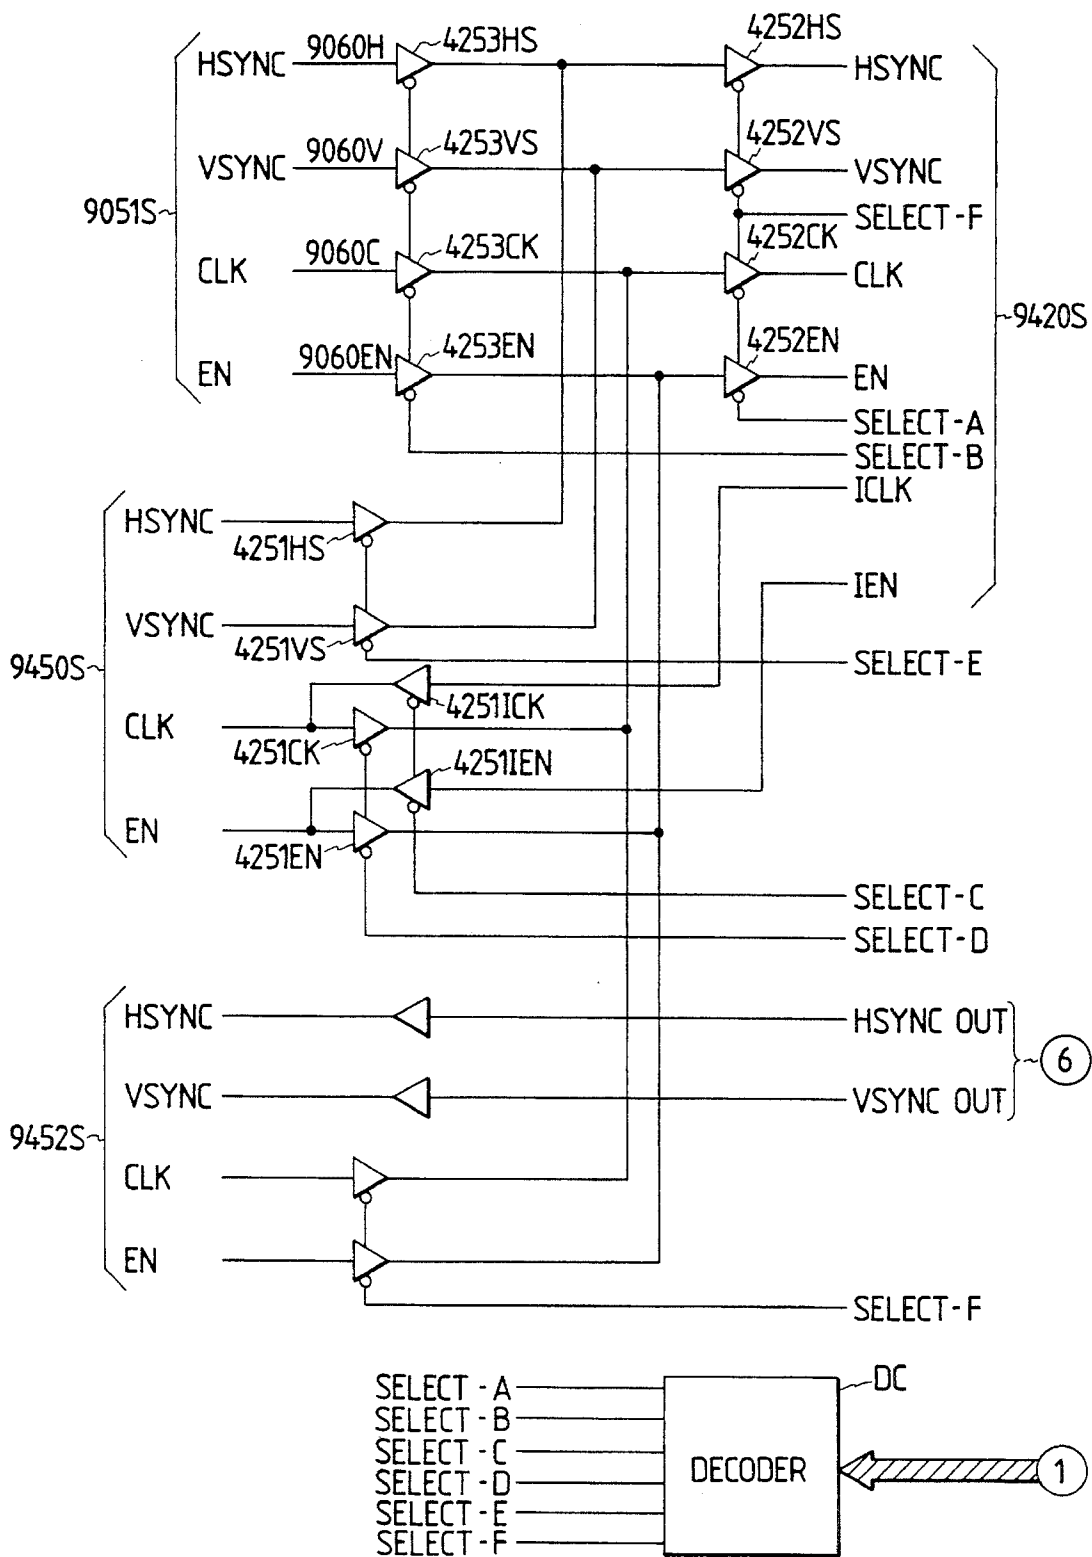 HSYNC 9060H 4253HS 4252HS HSYNC
VSYNC 9060V 4253VS 4252VS VSYNC
9051S
SELECT-F
CLK 9060C 4253CK 4252CK CLK
9420S
EN 9060EN 4253EN 4252EN EN
SELECT-A
SELECT-B
ICLK
HSYNC
4251HS
IEN
VSYNC
4251VS
9450S
SELECT-E
4251ICK
CLK
4251CK
4251IEN
EN
4251EN
SELECT-C
SELECT-D
HSYNC
HSYNC OUT
6
VSYNC
VSYNC OUT
9452S
CLK
EN
SELECT-F
DC
SELECT-A
SELECT-B
SELECT-C
DECODER
1
SELECT-D
SELECT-E
SELECT-F